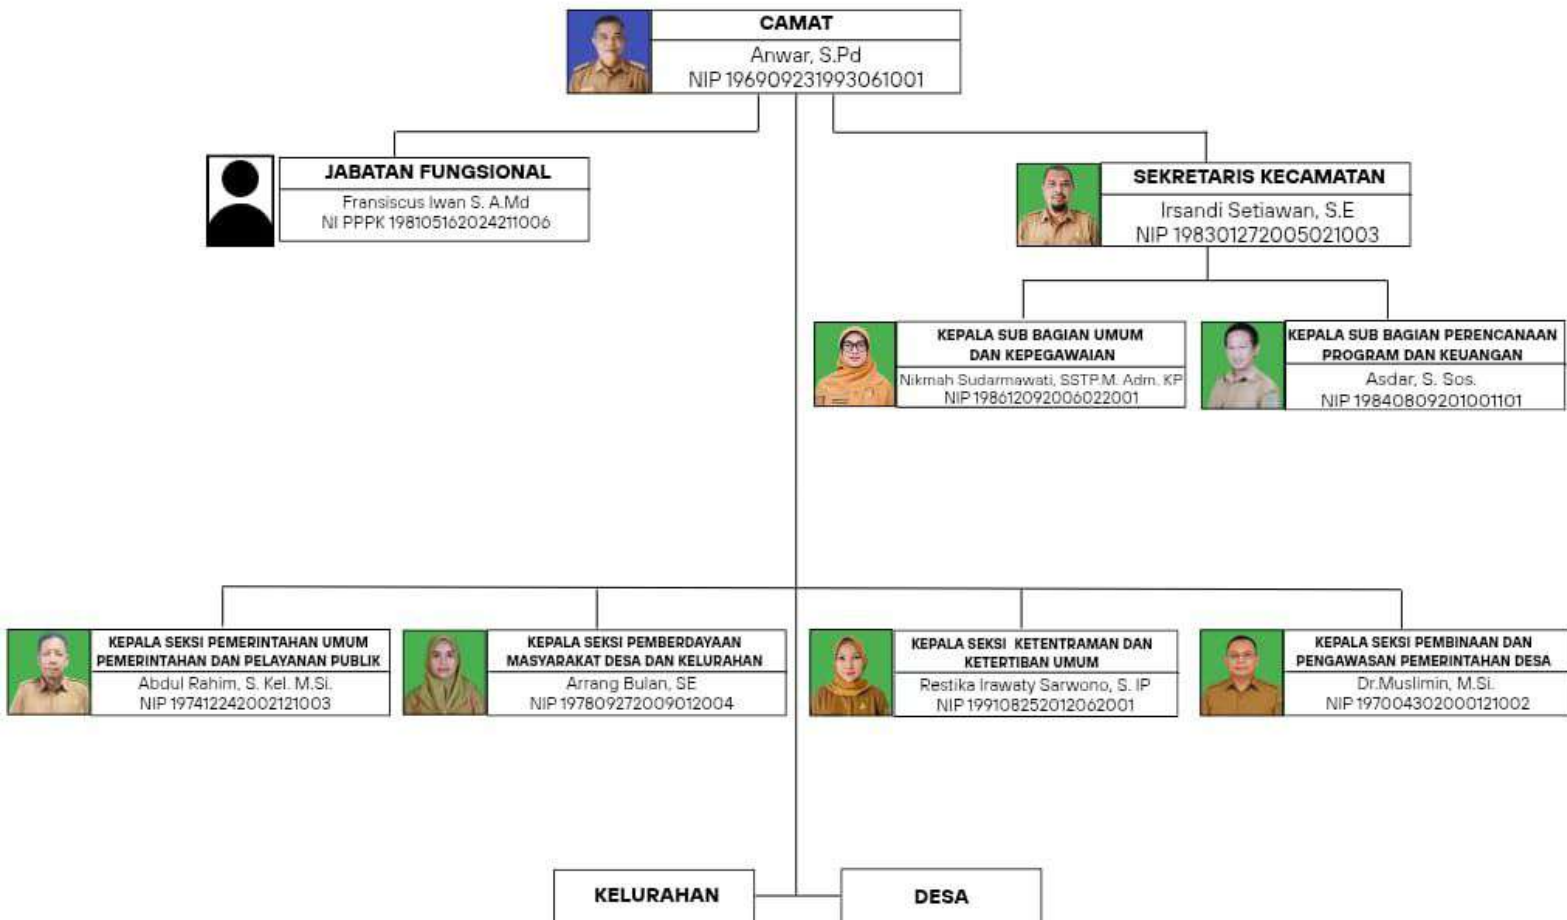 CAMAT
Anwar, S.Pd
NIP 196909231993061001
JABATAN FUNGSIONAL
Fransiscus Iwan S. A.Md
NI PPPK 198105162024211006
SEKRETARIS KECAMATAN
Irsandi Setiawan, S.E
NIP 198301272005021003
KEPALA SUB BAGIAN UMUM
DAN KEPEGAWAIAN
Nikmah Sudarmawati, SSTP.M. Adm. KP
NIP 198612092006022001
KEPALA SUB BAGIAN PERENCANAAN
PROGRAM DAN KEUANGAN
Asdar, S. Sos.
NIP 19840809201001101
KEPALA SEKSI PEMERINTAHAN UMUM
PEMERINTAHAN DAN PELAYANAN PUBLIK
Abdul Rahim, S. Kel. M.Si.
NIP 197412242002121003
KEPALA SEKSI PEMBERDAYAAN
MASYARAKAT DESA DAN KELURAHAN
Arrang Bulan, SE
NIP 197809272009012004
KEPALA SEKSI KETENTRAMAN DAN
KETERTIBAN UMUM
Restika Irawaty Sarwono, S. IP
NIP 199108252012062001
KEPALA SEKSI PEMBINAAN DAN
PENGAWASAN PEMERINTAHAN DESA
Dr.Muslimin, M.Si.
NIP 197004302000121002
KELURAHAN
DESA